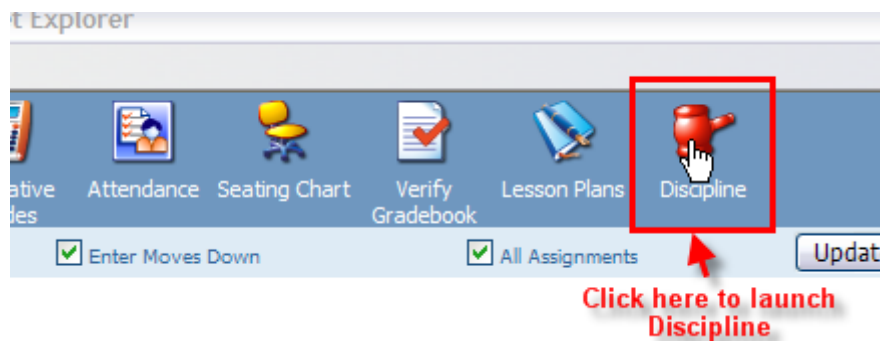 t Explorer
ative Attendance Seating Chart Verify Lesson Plans Discipline
des Gradebook
Enter Moves Down All Assignments Updat
Click here to launch
Discipline